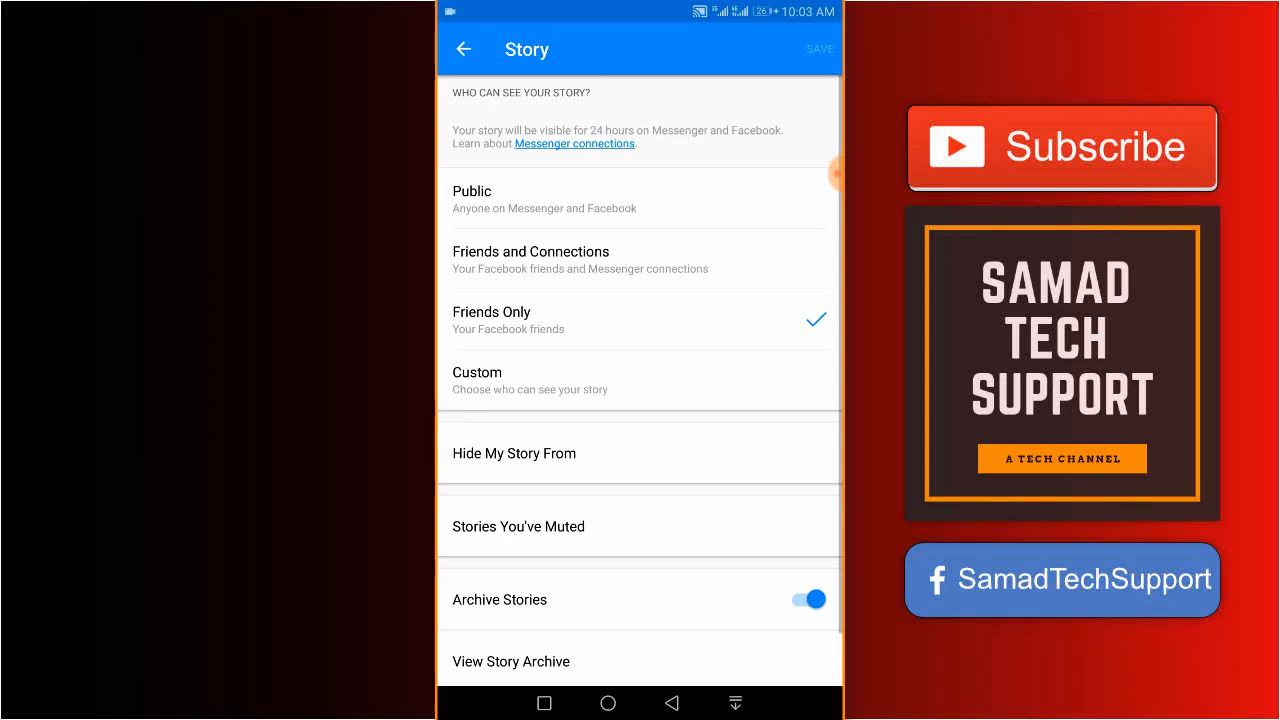 26 10:03 AM
Story
SAVE
WHO CAN SEE YOUR STORY?
Your story will be visible for 24 hours on Messenger and Facebook.
Learn about Messenger connections.
Public
Anyone on Messenger and Facebook
Friends and Connections
Your Facebook friends and Messenger connections
Friends Only
Your Facebook friends
Custom
Choose who can see your story
Hide My Story From
Stories You've Muted
Archive Stories
View Story Archive
Subscribe
SAMAD
TECH
SUPPORT
A TECH CHANNEL
SamadTechSupport